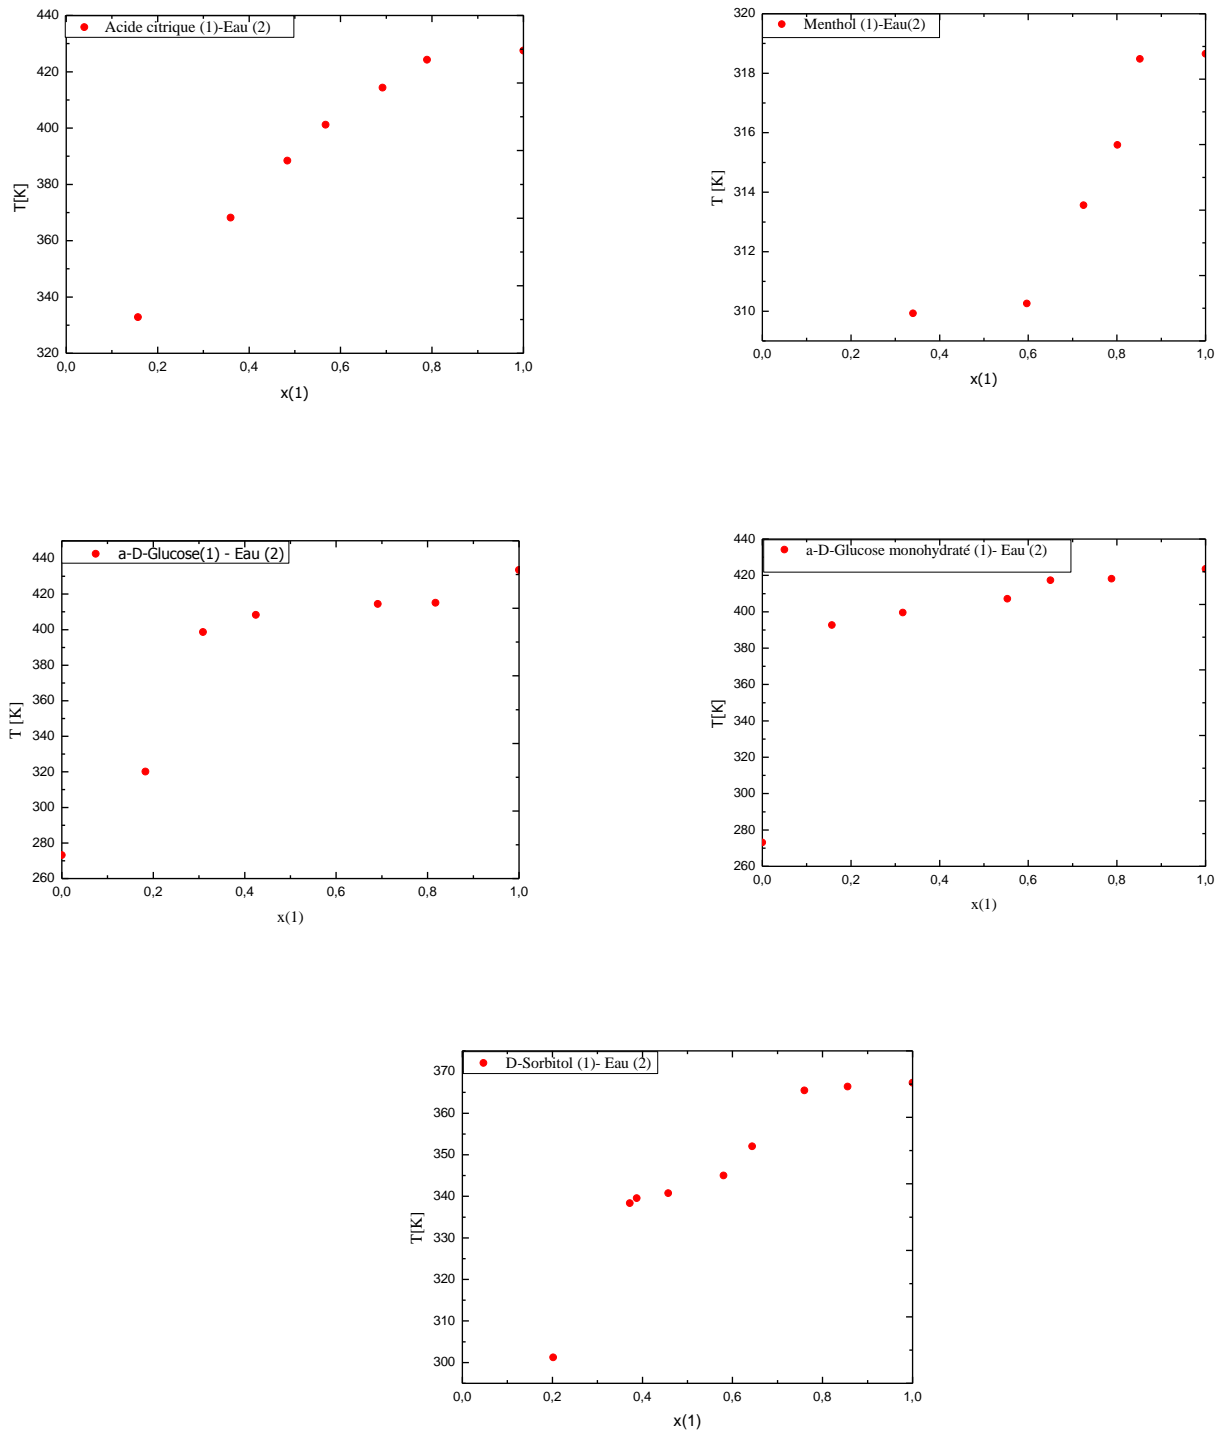 Acide citrique (1)-Eau (2)
440
420
400
380
360
340
320
T[K]
0,0 0,2 0,4 0,6 0,8 1,0
x(1)
Menthol (1)-Eau(2)
320
318
316
314
312
310
T [K]
0,0 0,2 0,4 0,6 0,8 1,0
x(1)
a-D-Glucose(1) - Eau (2)
440
420
400
380
360
340
320
300
280
260
T [K]
0,0 0,2 0,4 0,6 0,8 1,0
x(1)
a-D-Glucose monohydraté (1)- Eau (2)
440
420
400
380
360
340
320
300
280
260
T[K]
0,0 0,2 0,4 0,6 0,8 1,0
x(1)
D-Sorbitol (1)- Eau (2)
370
360
350
340
330
320
310
300
T[K]
0,0 0,2 0,4 0,6 0,8 1,0
x(1)